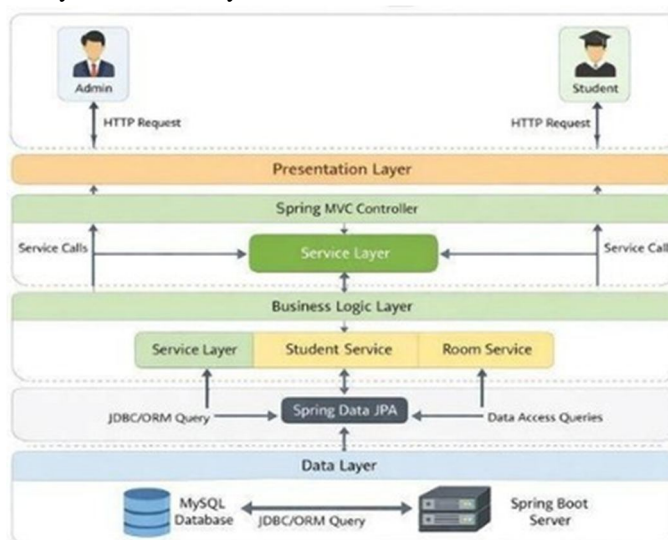 Admin
Student
HTTP Request
HTTP Request
Presentation Layer
Spring MVC Controller
Service Calls
Service Layer
Service Call
Business Logic Layer
Service Layer
Student Service
Room Service
JDBC/ORM Query
Spring Data JPA
Data Access Queries
Data Layer
MySQL
Database
JDBC/ORM Query
Spring Boot
Server